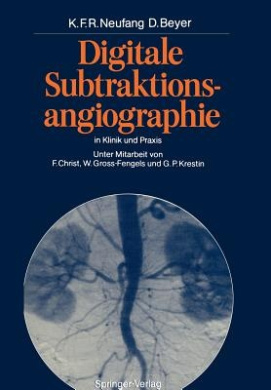 K.F.R.Neufang D.Beyer
Digitale
Subtraktions-
angiographie
in Klinik und Praxis
Unter Mitarbeit von
F.Christ, W.Gross-Fengels und G.P.Krestin
Springer-Verlag